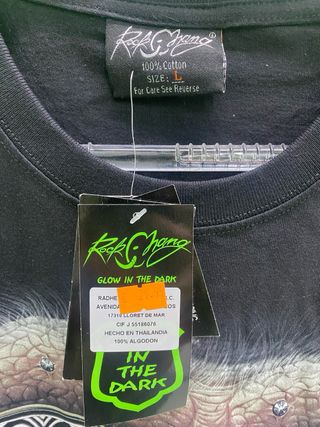 Rock Chang ®
100% Cotton
SIZE: L
For Care See Reverse
Rock Chang
GLOW IN THE DARK
RADHE
.C.
AVENIDA
17310 LLORET DE MAR
CIF J 55186076
HECHO EN THAILANDIA
100% ALGODON
IN
THE
DARK